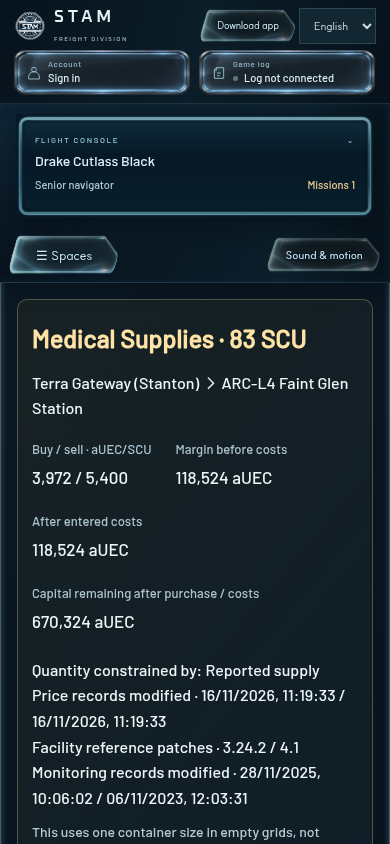 STAM
STAM
FREIGHT DIVISION
Download app
English
Account
Sign in
Game log
Log not connected
FLIGHT CONSOLE
Drake Cutlass Black
Senior navigator
Missions 1
☰ Spaces
Sound & motion
Medical Supplies · 83 SCU
Terra Gateway (Stanton) > ARC-L4 Faint Glen
Station
Buy / sell · aUEC/SCU
Margin before costs
3,972 / 5,400
118,524 aUEC
After entered costs
118,524 aUEC
Capital remaining after purchase / costs
670,324 aUEC
Quantity constrained by: Reported supply
Price records modified · 16/11/2026, 11:19:33 /
16/11/2026, 11:19:33
Facility reference patches · 3.24.2 / 4.1
Monitoring records modified · 28/11/2025,
10:06:02 / 06/11/2023, 12:03:31
This uses one container size in empty grids, not